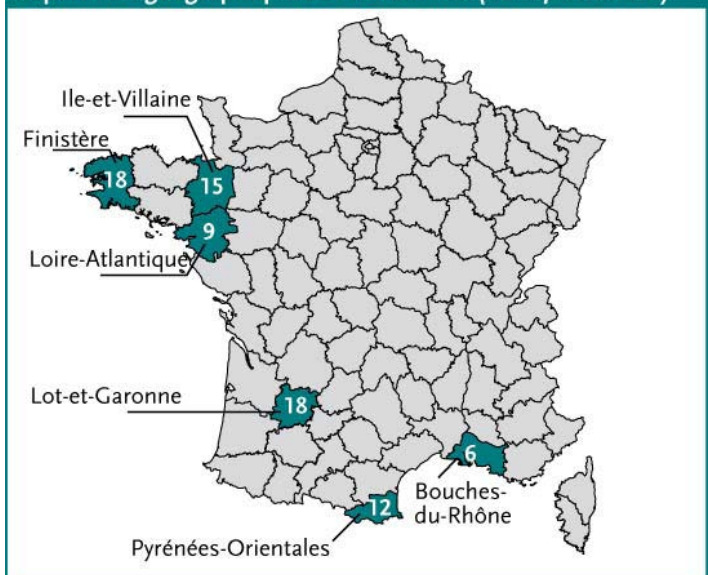 Ile-et-Villaine
Finistère
18
15
9
Loire-Atlantique
Lot-et-Garonne
18
6
Bouches-
du-Rhône
12
Pyrénées-Orientales